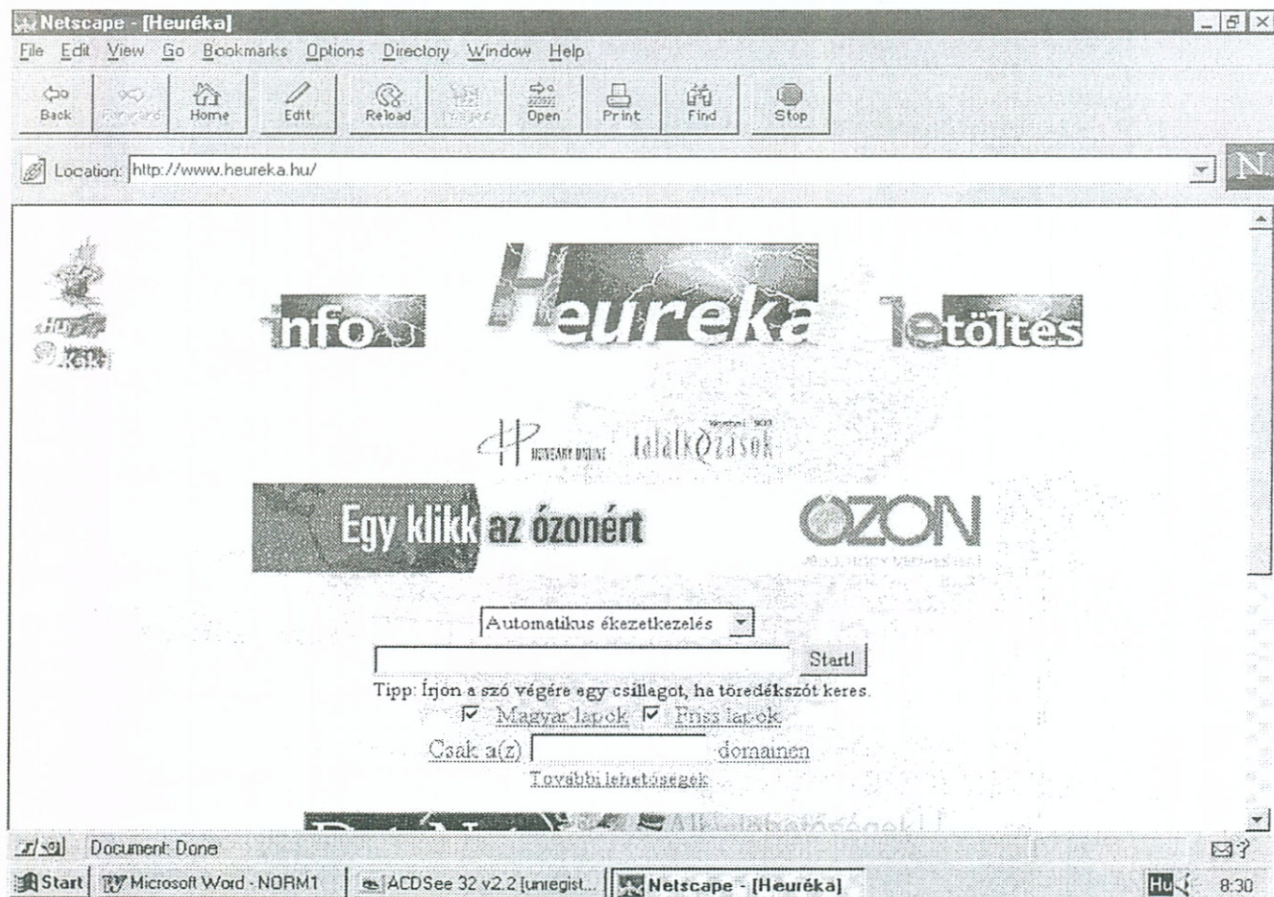 Netscape - [Heuréka]
File Edit View Go Bookmarks Options Directory Window Help
Back Forward Home Edit Reload Images Open Print Find Stop
Location: http://www.heureka.hu/
N
info Heureka letöltés
HUNGARY ONLINE találkozások
Egy klikk az ózonért ÓZON
Automatikus ékezetkezelés
Start!
Tipp: Írjon a szó végére egy csillagot, ha töredékszót keres.
Magyar lapok Friss lapok
Csak a(z) domainen
További lehetőségek
Document: Done
Start Microsoft Word - NORM1 ACDSee 32 v2.2 [unregist... Netscape - [Heuréka] Hu 8:30